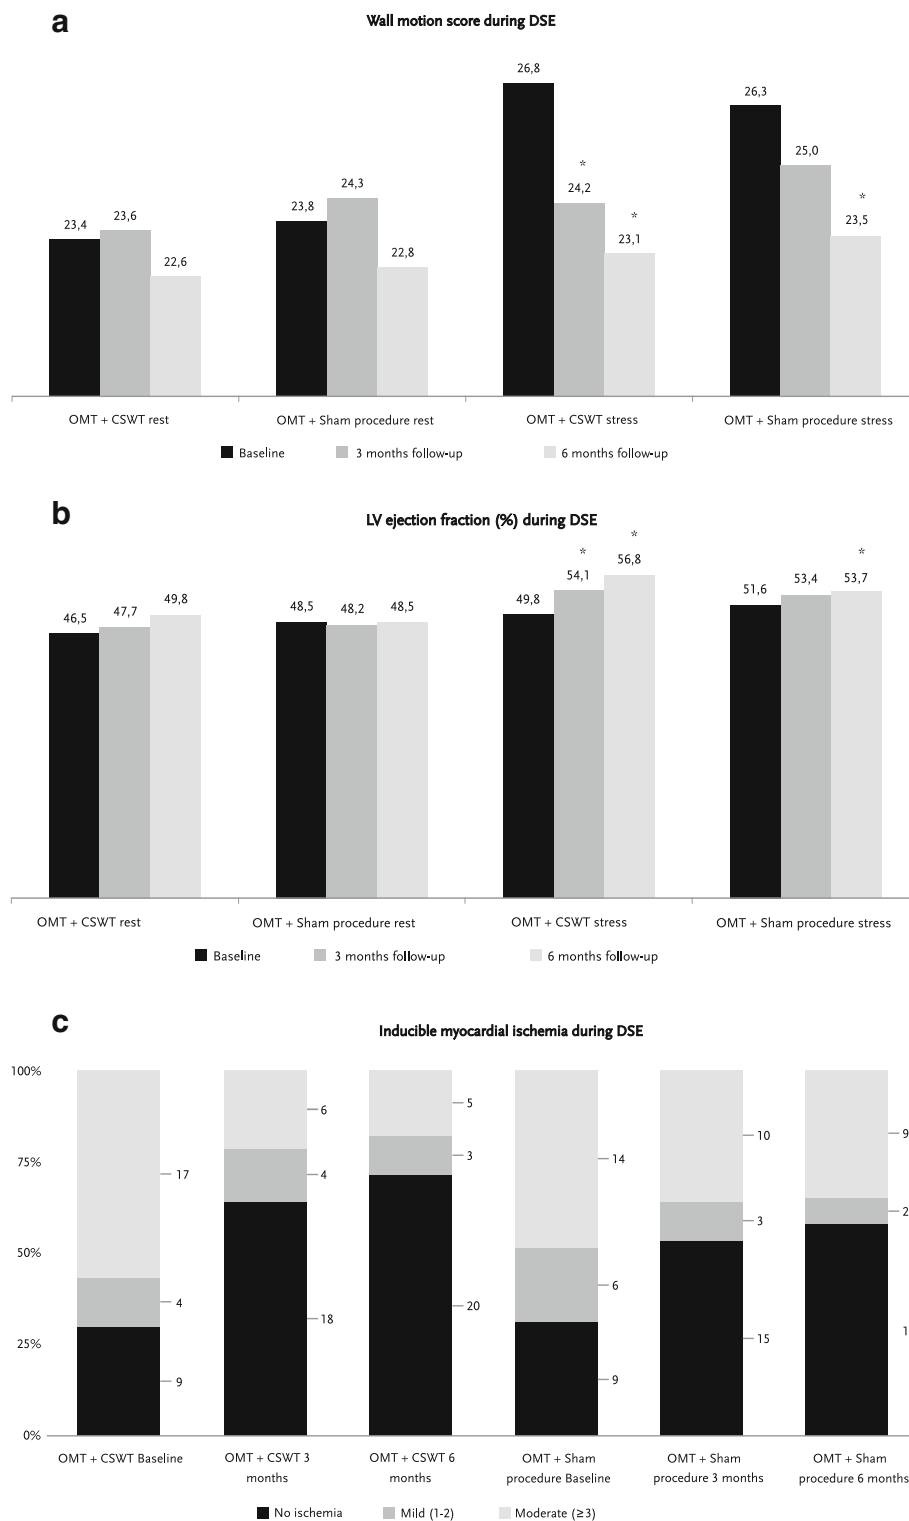 a
Wall motion score during DSE
26,8
26,3
25,0
24,3
*
24,2
*
23,8
23,6
23,4
*
23,5
23,1
22,8
22,6
OMT + CSWT rest
OMT + Sham procedure rest
OMT + CSWT stress
OMT + Sham procedure stress
Baseline
3 months follow-up
6 months follow-up
b
LV ejection fraction (%) during DSE
46,5
47,7
49,8
48,5
48,2
48,5
49,8
*
54,1
*
56,8
51,6
53,4
*
53,7
OMT + CSWT rest
OMT + Sham procedure rest
OMT + CSWT stress
OMT + Sham procedure stress
Baseline
3 months follow-up
6 months follow-up
c
Inducible myocardial ischemia during DSE
100%
75%
50%
25%
0%
17
4
9
6
4
18
5
3
20
14
6
9
10
3
15
9
2
1
OMT + CSWT Baseline
OMT + CSWT 3
months
OMT + CSWT 6
months
OMT + Sham
procedure Baseline
OMT + Sham
procedure 3 months
OMT + Sham
procedure 6 months
No ischemia
Mild (1-2)
Moderate (≥3)